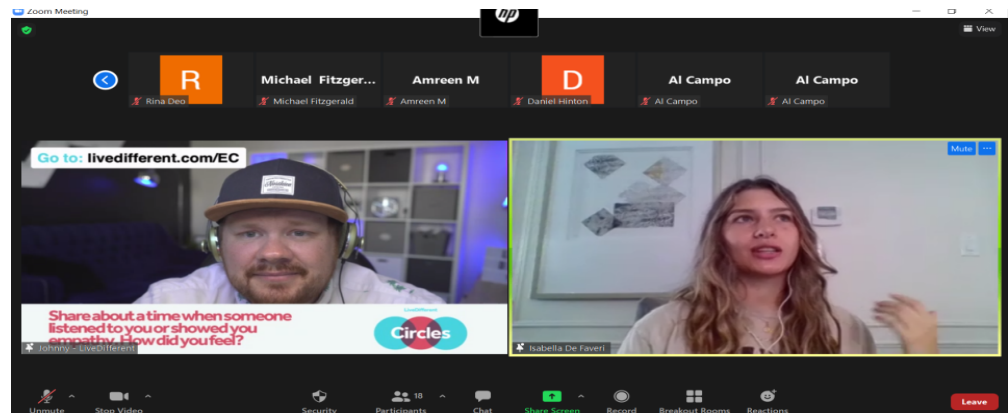 Zoom Meeting
hp
View
R
Michael Fitzger...
Amreen M
D
Al Campo
Al Campo
Rina Deo
Michael Fitzgerald
Amreen M
Daniel Hinton
Al Campo
Al Campo
Go to: livedifferent.com/EC
Mute ...
Share about a time when someone
listened to you or showed you
empathy. How did you feel?
LiveDifferent
Circles
Johnny - LiveDifferent
Isabella De Faveri
18
Unmute
Stop Video
Security
Participants
Chat
Share Screen
Record
Breakout Rooms
Reactions
Leave